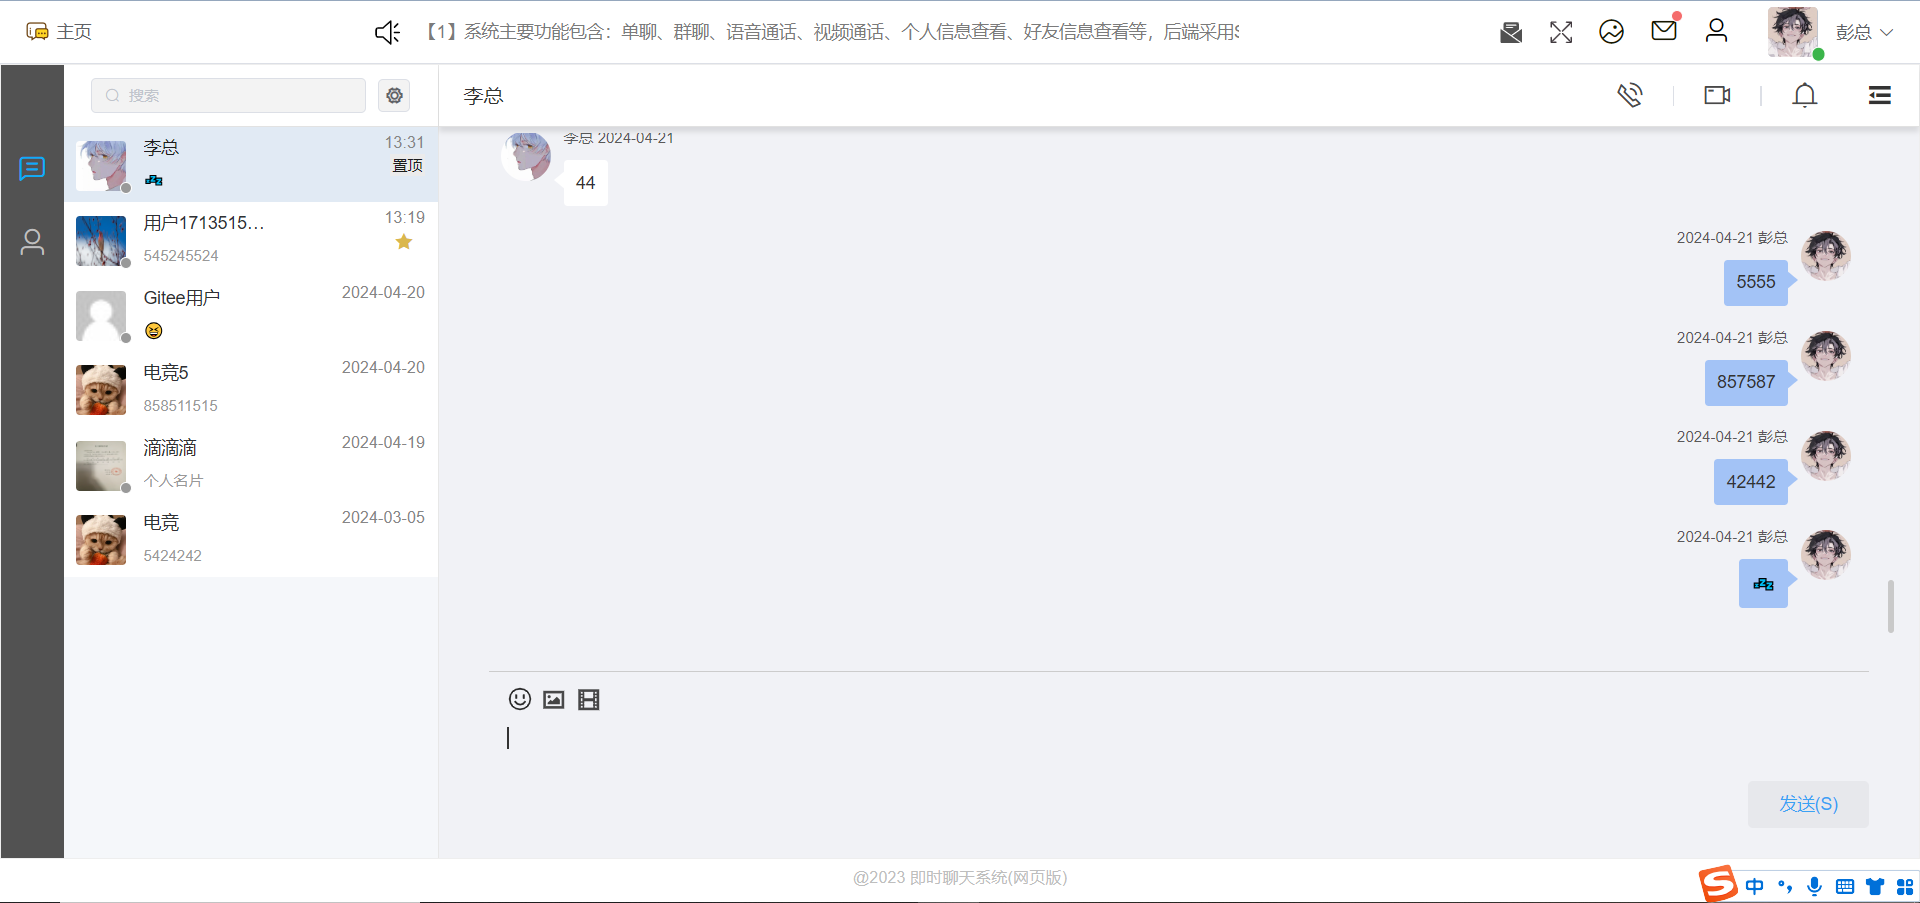 主页
【1】系统主要功能包含：单聊、群聊、语音通话、视频通话、个人信息查看、好友信息查看等，后端采用S
彭总
搜索
李总
13:31
置顶
用户1713515...
13:19
545245524
Gitee用户
2024-04-20
电竞5
2024-04-20
858511515
滴滴滴
2024-04-19
个人名片
电竞
2024-03-05
5424242
李总
李总 2024-04-21
44
2024-04-21 彭总
5555
2024-04-21 彭总
857587
2024-04-21 彭总
42442
2024-04-21 彭总
发送(S)
@2023 即时聊天系统(网页版)
中